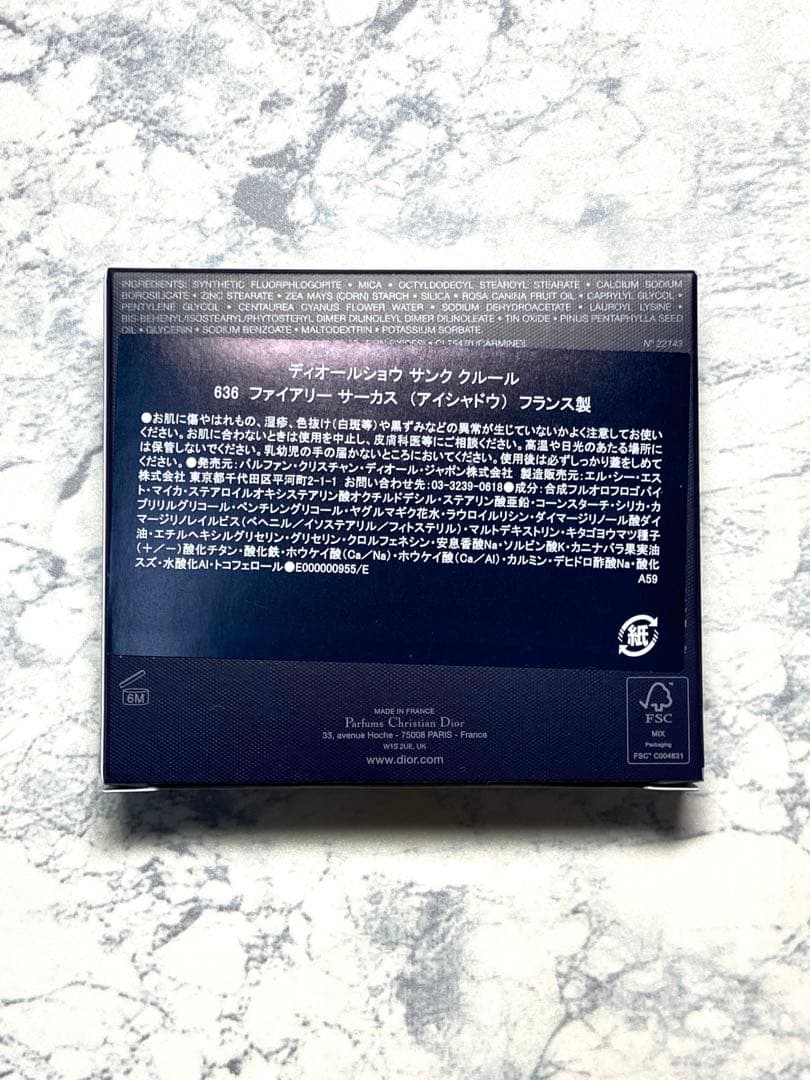 INGREDIENTS: SYNTHETIC FLUORPHLOGOPITE • MICA • OCTYLDODECYL STEAROYL STEARATE • CALCIUM SODIUM
BOROSILICATE • ZINC STEARATE • ZEA MAYS (CORN) STARCH • SILICA • ROSA CANINA FRUIT OIL • CAPRYLYL GLYCOL •
PENTYLENE GLYCOL • CENTAUREA CYANUS FLOWER WATER • SODIUM DEHYDROACETATE • LAUROYL LYSINE •
BIS-BEHENYL/ISOSTEARYL/PHYTOSTERYL DIMER DILINOLEYL DIMER DILINOLEATE • TIN OXIDE • PINUS PENTAPHYLLA SEED
OIL • GLYCERIN • SODIUM BENZOATE • MALTODEXTRIN • POTASSIUM SORBATE
OXIDES) • CI 75470 (CARMINE)]
N° 22143
ディオールショウ サンク クルール
636 ファイアリー サーカス (アイシャドウ) フランス製
●お肌に傷やはれもの、湿疹、色抜け(白斑等)や黒ずみなどの異常が生じていないかよく注意してお使い
ください。お肌に合わないときは使用を中止し、皮膚科医等にご相談ください。高温や日光のあたる場所に
は保管しないでください。乳幼児の手の届かないところにおいてください。使用後は必ずしっかり蓋をしめて
ください。●発売元:パルファン・クリスチャン・ディオール・ジャポン株式会社 製造販売元:エル・シー・エス
株式会社 東京都千代田区平河町2-1-1 お問い合わせ先:03-3239-0618●成分:合成フルオロフロゴパイ
ト・マイカ・ステアロイルオキシステアリン酸オクチルドデシル・ステアリン酸亜鉛・コーンスターチ・シリカ・カ
プリリルグリコール・ペンチレングリコール・ヤグルマギク花水・ラウロイルリシン・ダイマージリノール酸ダイ
マージリノレイルビス(ベヘニル/イソステアリル/フィトステリル)・マルトデキストリン・キタゴヨウマツ種子
油・エチルヘキシルグリセリン・グリセリン・クロルフェネシン・安息香酸Na・ソルビン酸K・カニナバラ果実油
(+/-)酸化チタン・酸化鉄・ホウケイ酸(Ca/Na)・ホウケイ酸(Ca/Al)・カルミン・デヒドロ酢酸Na・酸化
スズ・水酸化Al・トコフェロール●E000000955/E
A59
紙
6M
MADE IN FRANCE
Parfums Christian Dior
33, avenue Hoche - 75008 PARIS - France
W1S 2UE, UK
www.dior.com
FSC
MIX
Packaging
FSC™ C004631